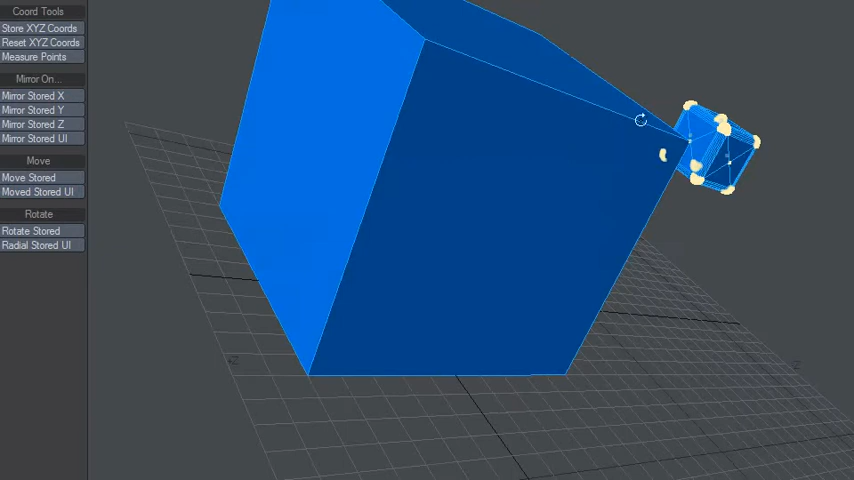 Coord Tools
Store XYZ Coords
Reset XYZ Coords
Measure Points
Mirror On...
Mirror Stored X
Mirror Stored Y
Mirror Stored Z
Mirror Stored UI
Move
Move Stored
Moved Stored UI
Rotate
Rotate Stored
Radial Stored UI